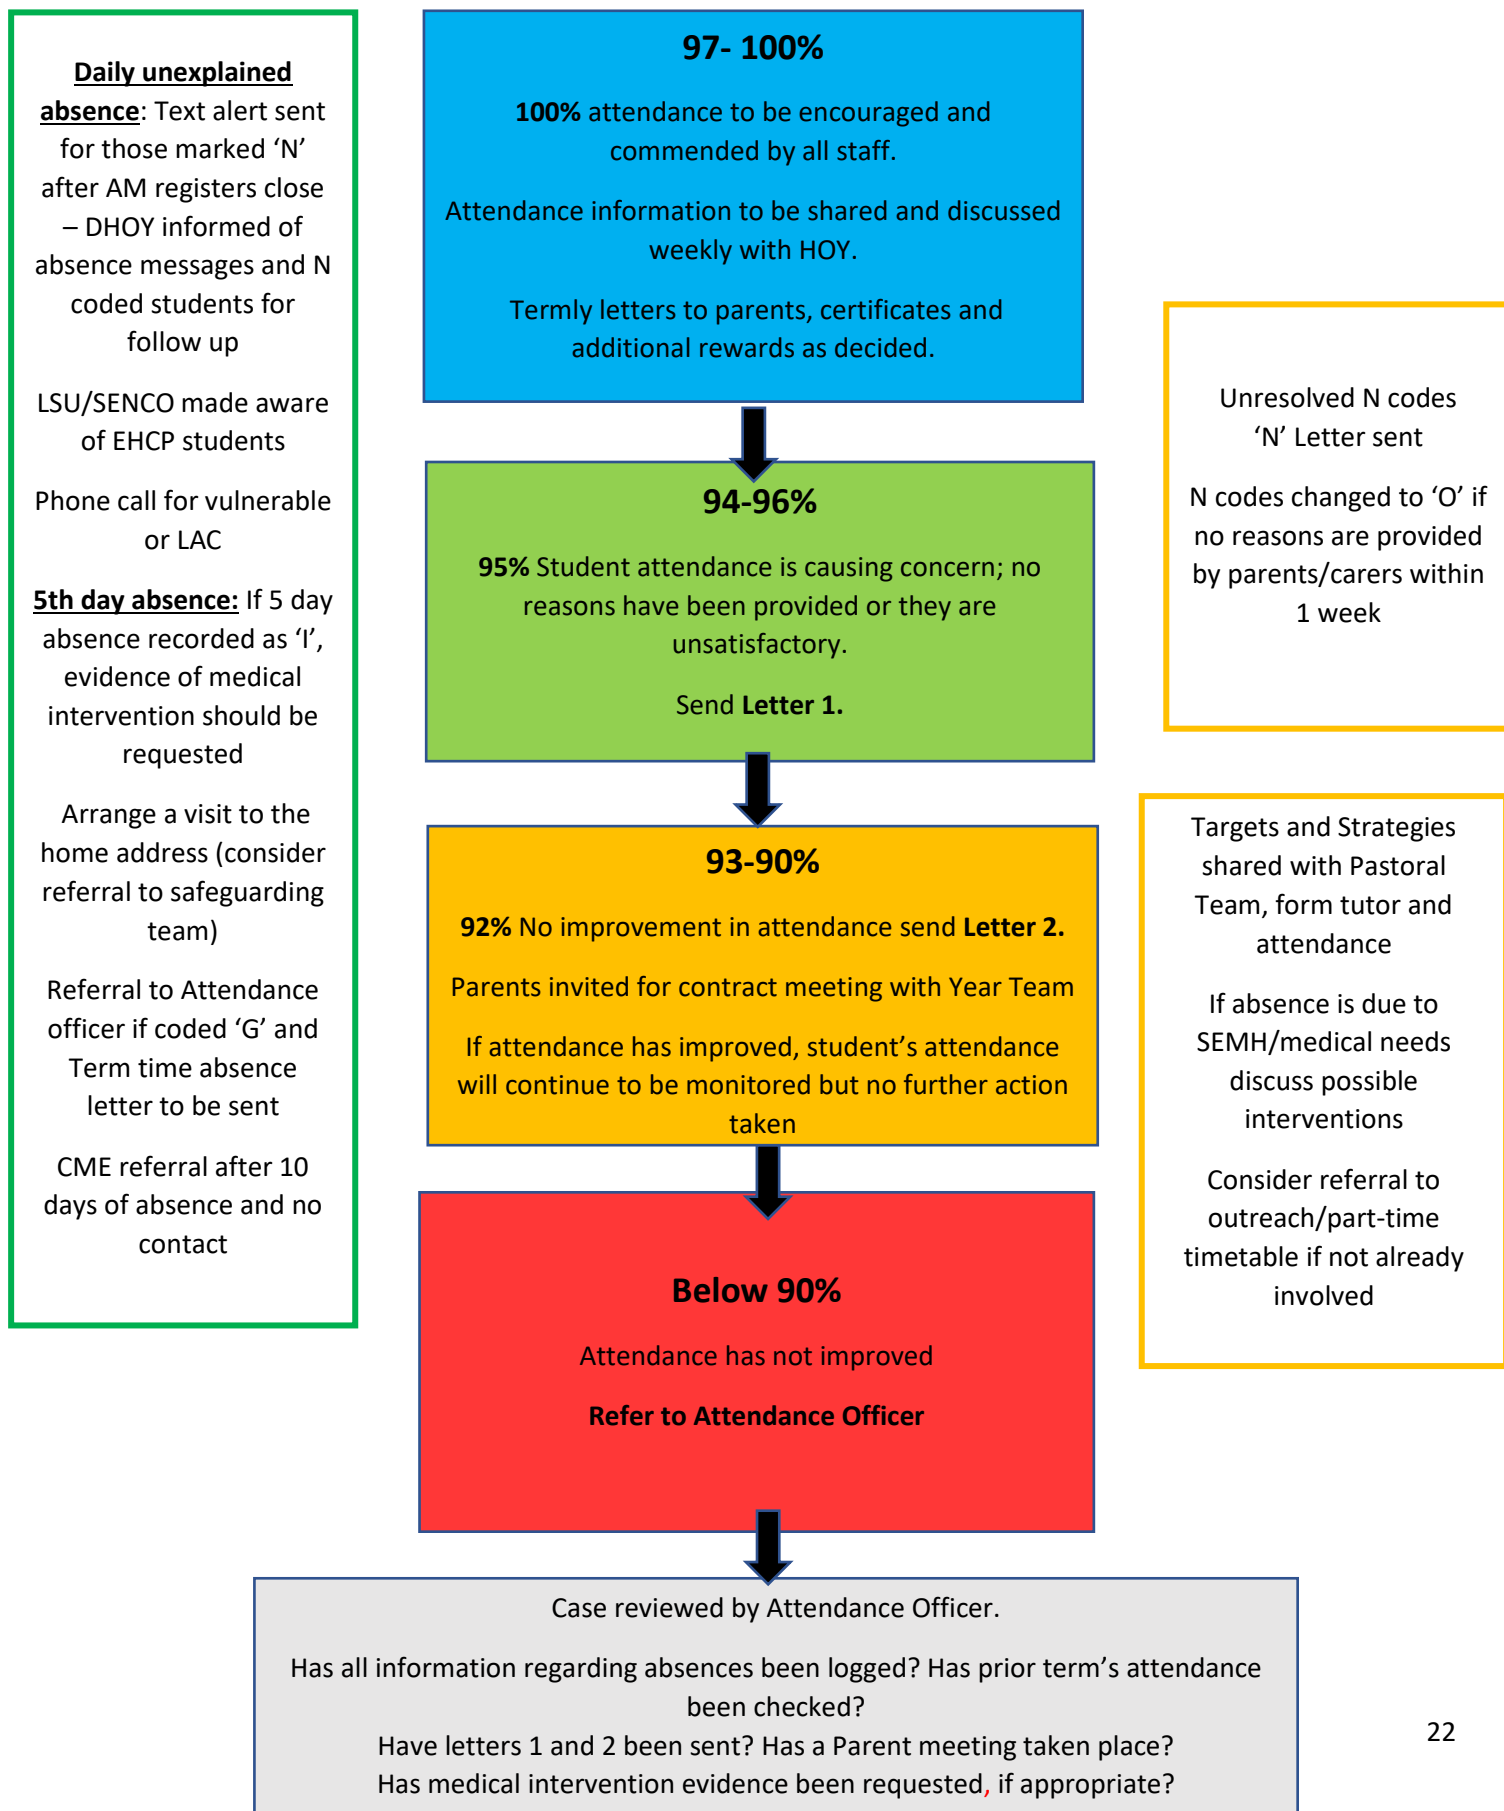 Daily unexplained
absence: Text alert sent
for those marked ‘N’
after AM registers close
– DHOY informed of
absence messages and N
coded students for
follow up
LSU/SENCO made aware
of EHCP students
Phone call for vulnerable
or LAC
5th day absence: If 5 day
absence recorded as ‘I’,
evidence of medical
intervention should be
requested
Arrange a visit to the
home address (consider
referral to safeguarding
team)
Referral to Attendance
officer if coded ‘G’ and
Term time absence
letter to be sent
CME referral after 10
days of absence and no
contact
97- 100%
100% attendance to be encouraged and
commended by all staff.
Attendance information to be shared and discussed
weekly with HOY.
Termly letters to parents, certificates and
additional rewards as decided.
94-96%
95% Student attendance is causing concern; no
reasons have been provided or they are
unsatisfactory.
Send Letter 1.
93-90%
92% No improvement in attendance send Letter 2.
Parents invited for contract meeting with Year Team
If attendance has improved, student’s attendance
will continue to be monitored but no further action
taken
Below 90%
Attendance has not improved
Refer to Attendance Officer
Unresolved N codes
‘N’ Letter sent
N codes changed to ‘O’ if
no reasons are provided
by parents/carers within
1 week
Targets and Strategies
shared with Pastoral
Team, form tutor and
attendance
If absence is due to
SEMH/medical needs
discuss possible
interventions
Consider referral to
outreach/part-time
timetable if not already
involved
Case reviewed by Attendance Officer.
Has all information regarding absences been logged? Has prior term’s attendance
been checked?
Have letters 1 and 2 been sent? Has a Parent meeting taken place?
Has medical intervention evidence been requested, if appropriate?
22